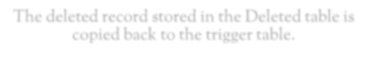 The deleted record stored in the Deleted table is
copied back to the trigger table.